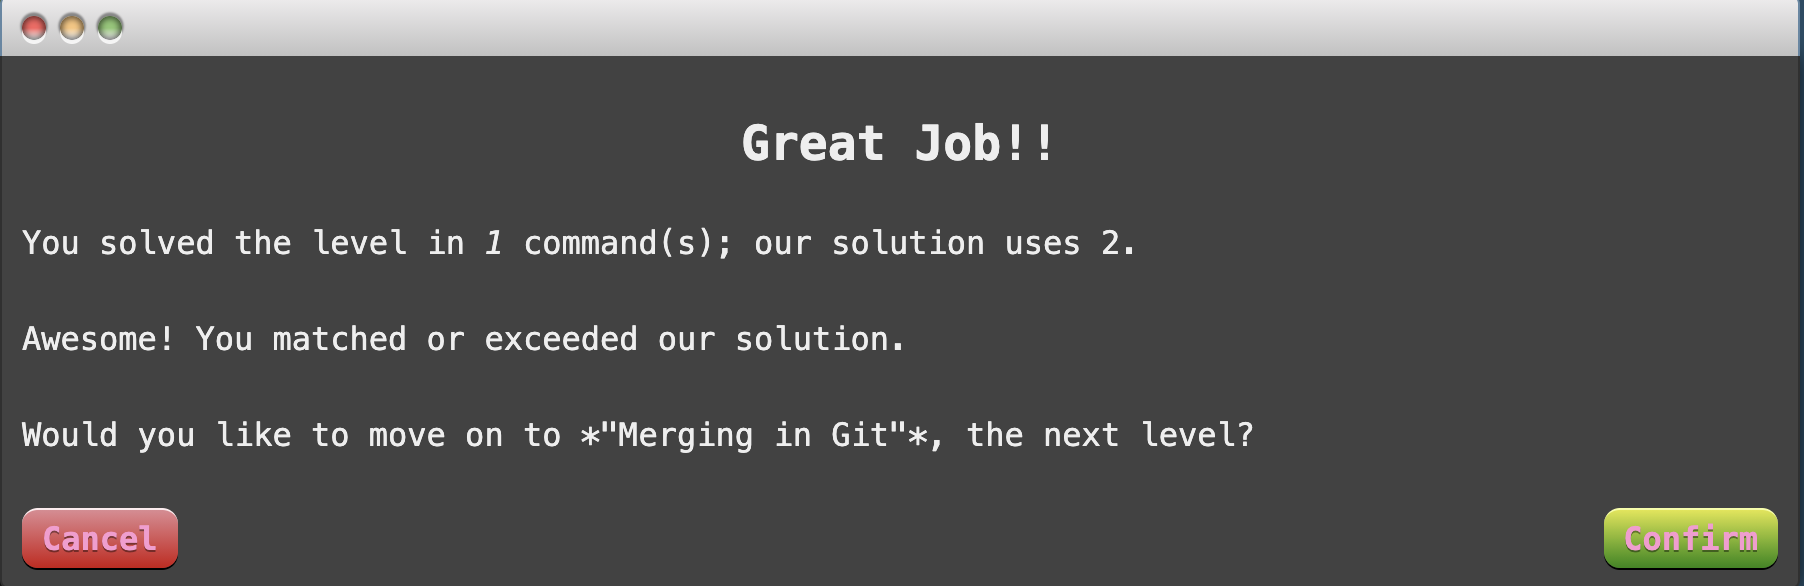 Great Job!!
You solved the level in 1 command(s); our solution uses 2.
Awesome! You matched or exceeded our solution.
Would you like to move on to *"Merging in Git"*, the next level?
Cancel
Confirm